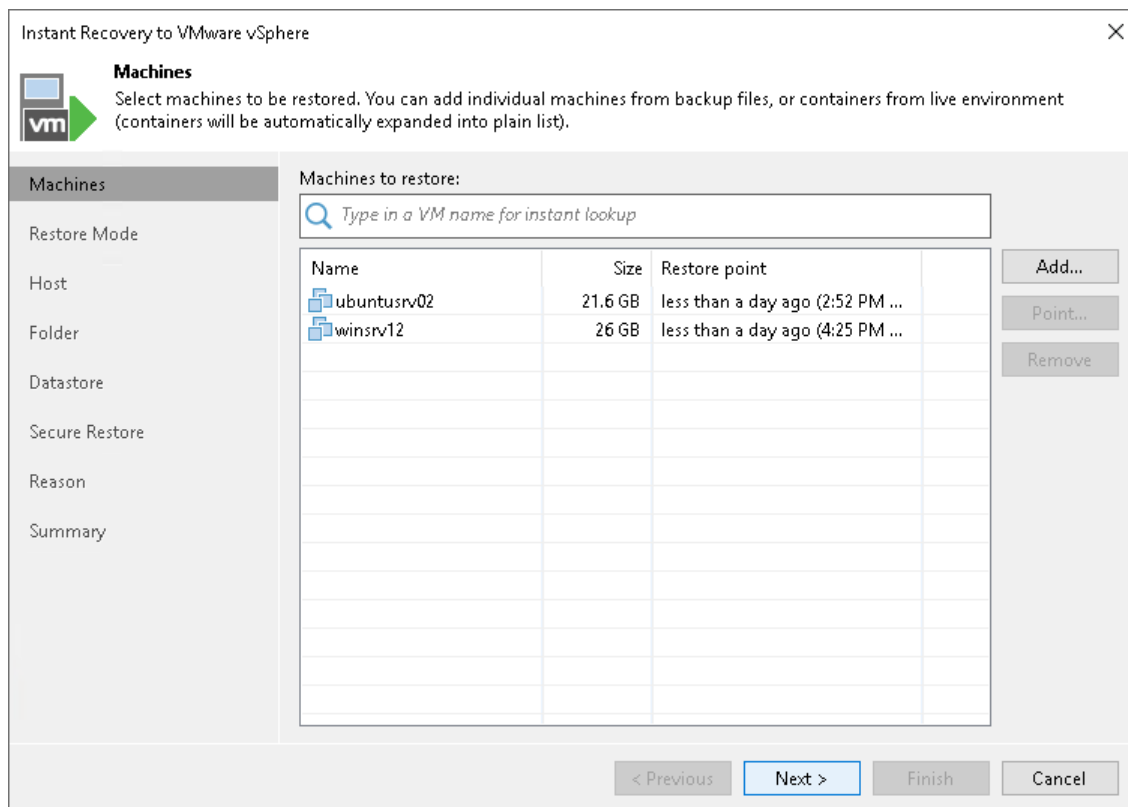 Instant Recovery to VMware vSphere
Machines
Select machines to be restored. You can add individual machines from backup files, or containers from live environment
(containers will be automatically expanded into plain list).
vm
Machines
Restore Mode
Host
Folder
Datastore
Secure Restore
Reason
Summary
Machines to restore:
Type in a VM name for instant lookup
Name Size Restore point
ubuntusrv02 21.6 GB less than a day ago (2:52 PM ...
winsrv12 26 GB less than a day ago (4:25 PM ...
Add...
Point...
Remove
< Previous Next > Finish Cancel